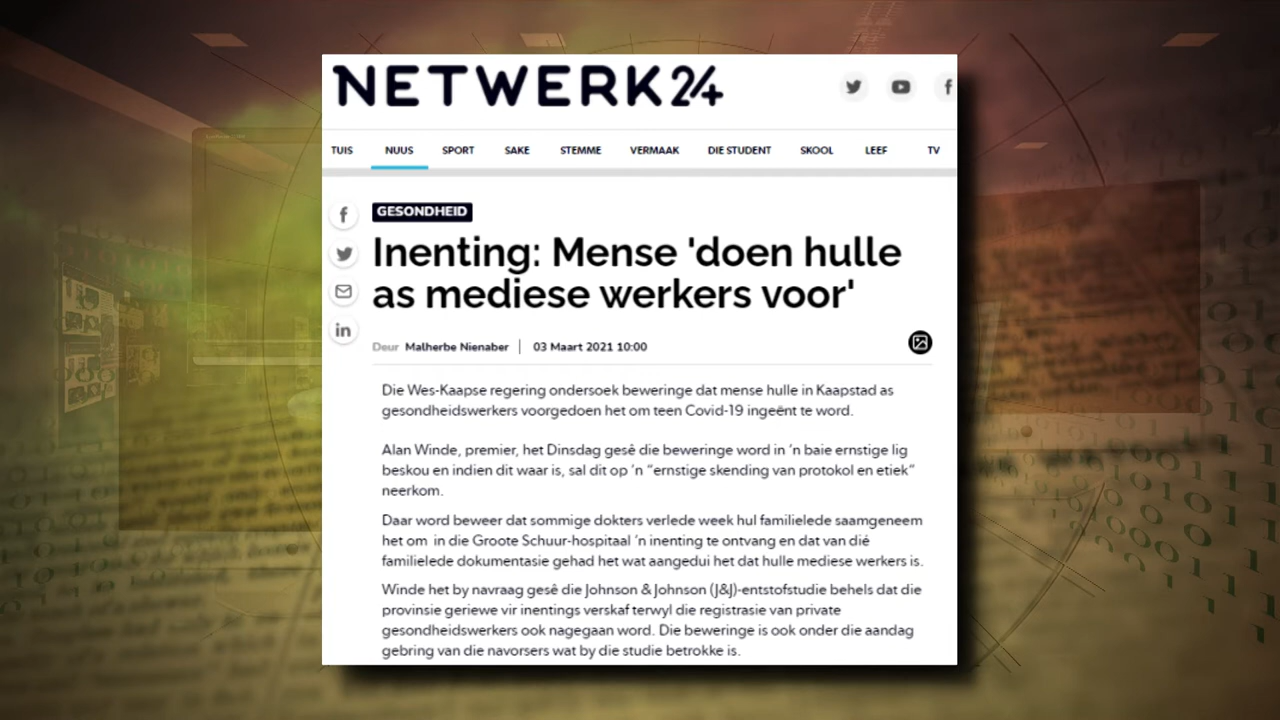 NETWERK24
TUIS NUUS SPORT SAKE STEMME VERMAAK DIE STUDENT SKOOL LEEF TV
GESONDHEID
Inenting: Mense 'doen hulle
as mediese werkers voor'
Deur Malherbe Nienaber | 03 Maart 2021 10:00
Die Wes-Kaapse regering ondersoek beweringe dat mense hulle in Kaapstad as
gesondheidswerkers voorgedoen het om teen Covid-19 ingeënt te word.
Alan Winde, premier, het Dinsdag gesê die beweringe word in ’n baie ernstige lig
beskou en indien dit waar is, sal dit op ’n “ernstige skending van protokol en etiek”
neerkom.
Daar word beweer dat sommige dokters verlede week hul familielede saamgeneem
het om in die Groote Schuur-hospitaal ’n inenting te ontvang en dat van dié
familielede dokumentasie gehad het wat aangedui het dat hulle mediese werkers is.
Winde het by navraag gesê die Johnson & Johnson (J&J)-entstofstudie behels dat die
provinsie geriewe vir inentings verskaf terwyl die registrasie van private
gesondheidswerkers ook nagegaan word. Die beweringe is ook onder die aandag
gebring van die navorsers wat by die studie betrokke is.